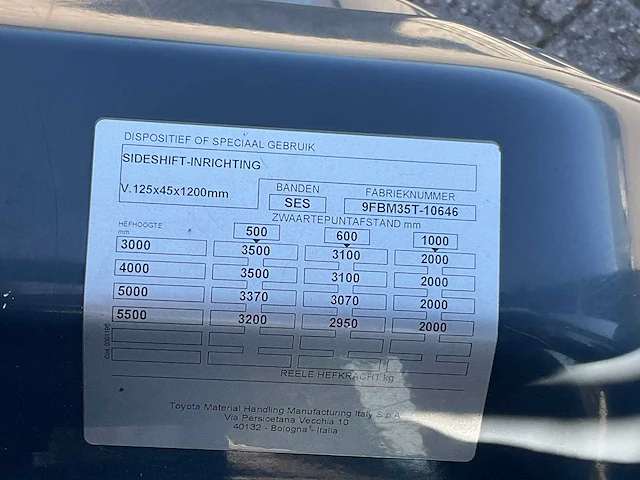 DISPOSITIEF OF SPECIAAL GEBRUIK
SIDESHIFT-INRICHTING
V.125x45x1200mm
BANDEN
SES
FABRIEKNUMMER
9FBM35T-10646
ZWAARTEPUNTAFSTAND mm
HEFHOOGTE
mm
500 600 1000
3000 3500 3100 2000
4000 3500 3100 2000
5000 3370 3070 2000
5500 3200 2950 2000
REELE HEFKRACHT kg
Toyota Material Handling Manufacturing Italy S.p.A.
Via Persicetana Vecchia 10
40132 - Bologna - Italia